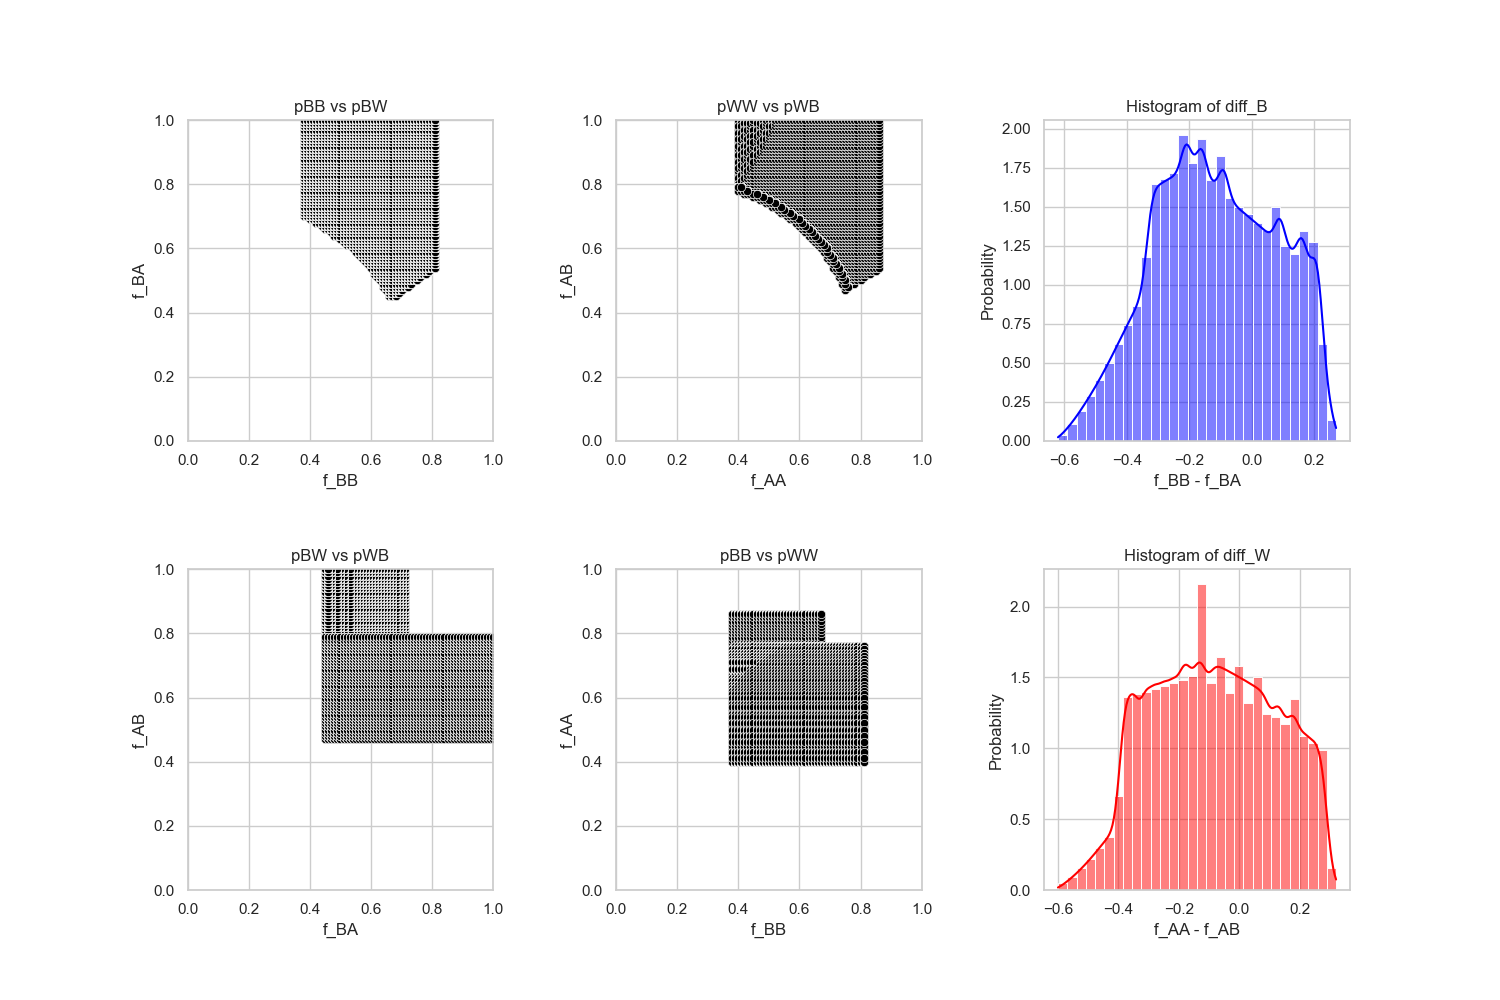 pBB vs pBW
1.0
0.8
0.6
0.4
0.2
0.0
f_BA
0.0 0.2 0.4 0.6 0.8 1.0
f_BB
pWW vs pWB
1.0
0.8
0.6
0.4
0.2
0.0
f_AB
0.0 0.2 0.4 0.6 0.8 1.0
f_AA
Histogram of diff_B
2.00
1.75
1.50
1.25
1.00
0.75
0.50
0.25
0.00
Probability
−0.6 −0.4 −0.2 0.0 0.2
f_BB - f_BA
pBW vs pWB
1.0
0.8
0.6
0.4
0.2
0.0
f_AB
0.0 0.2 0.4 0.6 0.8 1.0
f_BA
pBB vs pWW
1.0
0.8
0.6
0.4
0.2
0.0
f_AA
0.0 0.2 0.4 0.6 0.8 1.0
f_BB
Histogram of diff_W
2.0
1.5
1.0
0.5
0.0
Probability
−0.6 −0.4 −0.2 0.0 0.2
f_AA - f_AB